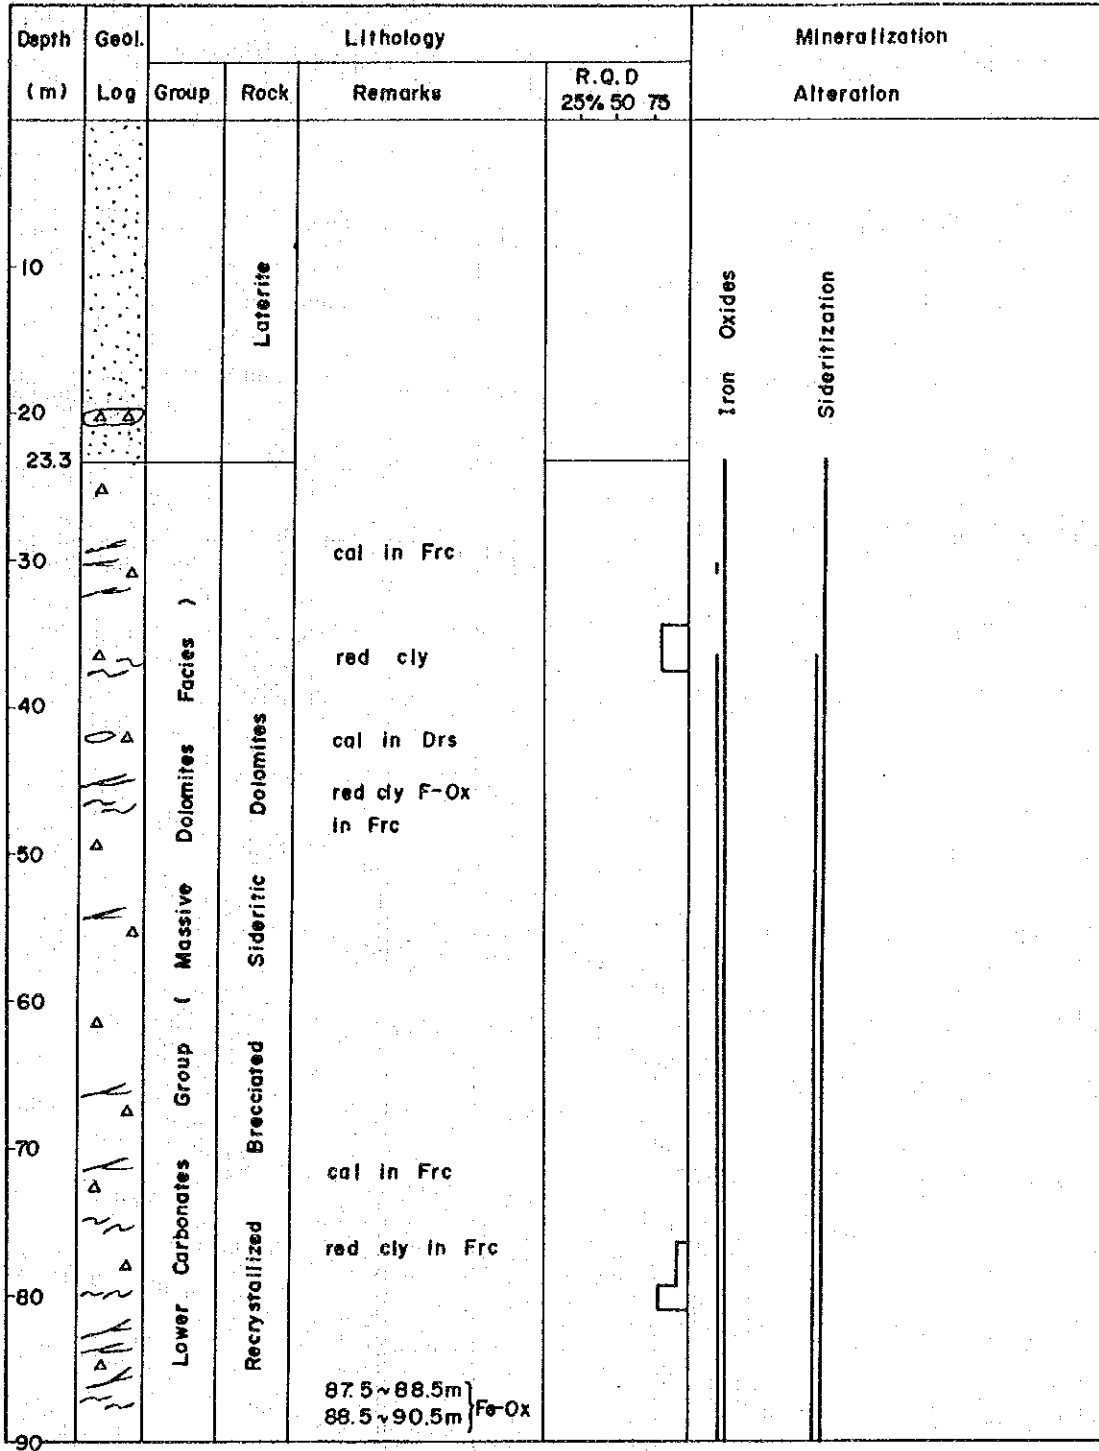 Depth Geol. Lithology Mineralization
(m) Log Group Rock Remarks R.Q.D Alteration
25% 50 75
10
20
23.3
30
40
50
60
70
80
90
Laterite
Lower Carbonates Group ( Massive Dolomites Facies )
Recrystallized Brecciated Sideritic Dolomites
cal in Frc
red cly
cal in Drs
red cly F-Ox
in Frc
cal in Frc
red cly in Frc
87.5~88.5m
88.5~90.5m } Fe-Ox
Iron Oxides
Sideritization